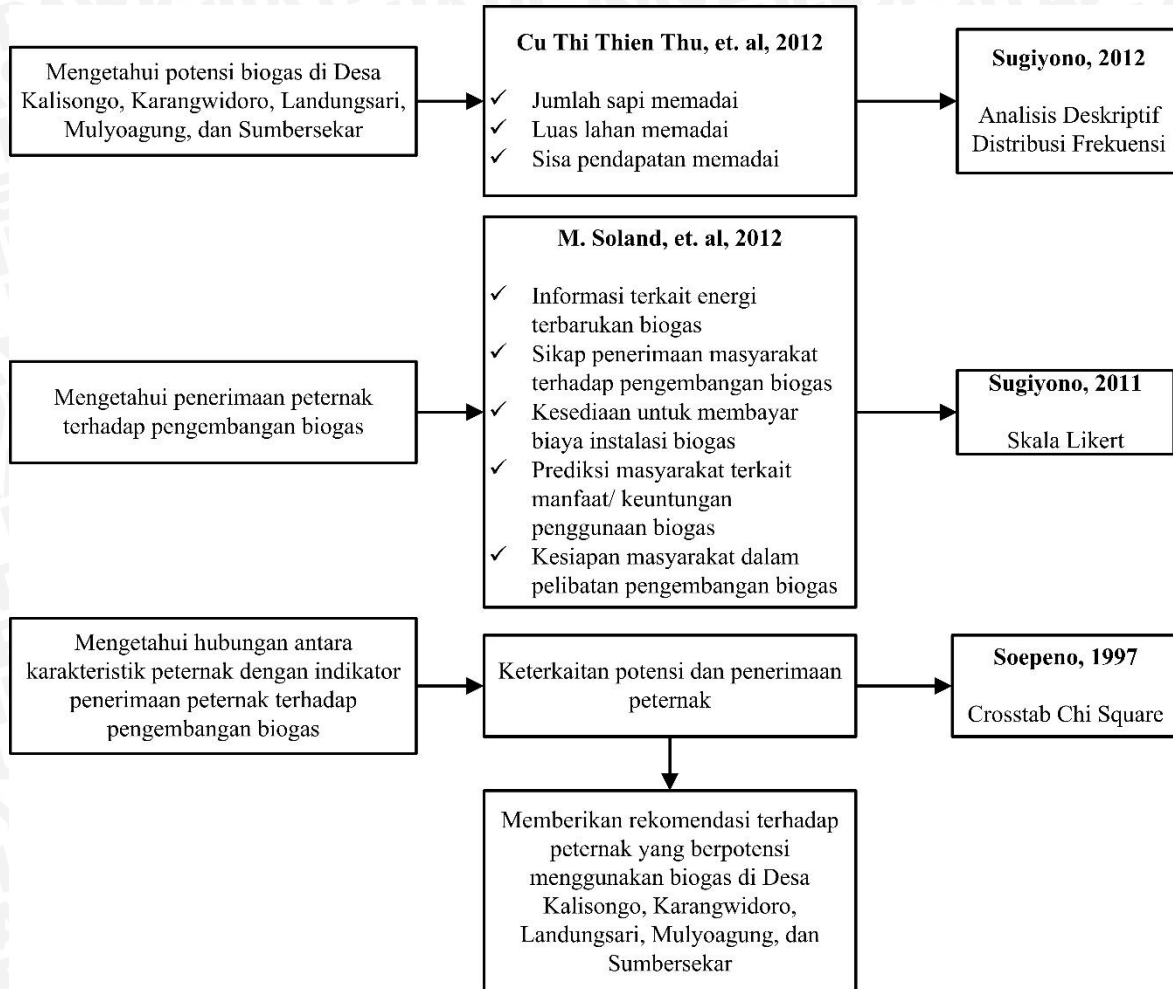 Mengetahui potensi biogas di Desa
Kalisongo, Karangwidoro, Landungsari,
Mulyoagung, dan Sumbersekar
Cu Thi Thien Thu, et. al, 2012
✓ Jumlah sapi memadai
✓ Luas lahan memadai
✓ Sisa pendapatan memadai
Sugiyono, 2012
Analisis Deskriptif
Distribusi Frekuensi
Mengetahui penerimaan peternak
terhadap pengembangan biogas
M. Soland, et. al, 2012
✓ Informasi terkait energi
terbarukan biogas
✓ Sikap penerimaan masyarakat
terhadap pengembangan biogas
✓ Kesediaan untuk membayar
biaya instalasi biogas
✓ Prediksi masyarakat terkait
manfaat/ keuntungan
penggunaan biogas
✓ Kesiapan masyarakat dalam
pelibatan pengembangan biogas
Sugiyono, 2011
Skala Likert
Mengetahui hubungan antara
karakteristik peternak dengan indikator
penerimaan peternak terhadap
pengembangan biogas
Keterkaitan potensi dan penerimaan
peternak
Soepeno, 1997
Crosstab Chi Square
Memberikan rekomendasi terhadap
peternak yang berpotensi
menggunakan biogas di Desa
Kalisongo, Karangwidoro,
Landungsari, Mulyoagung, dan
Sumbersekar